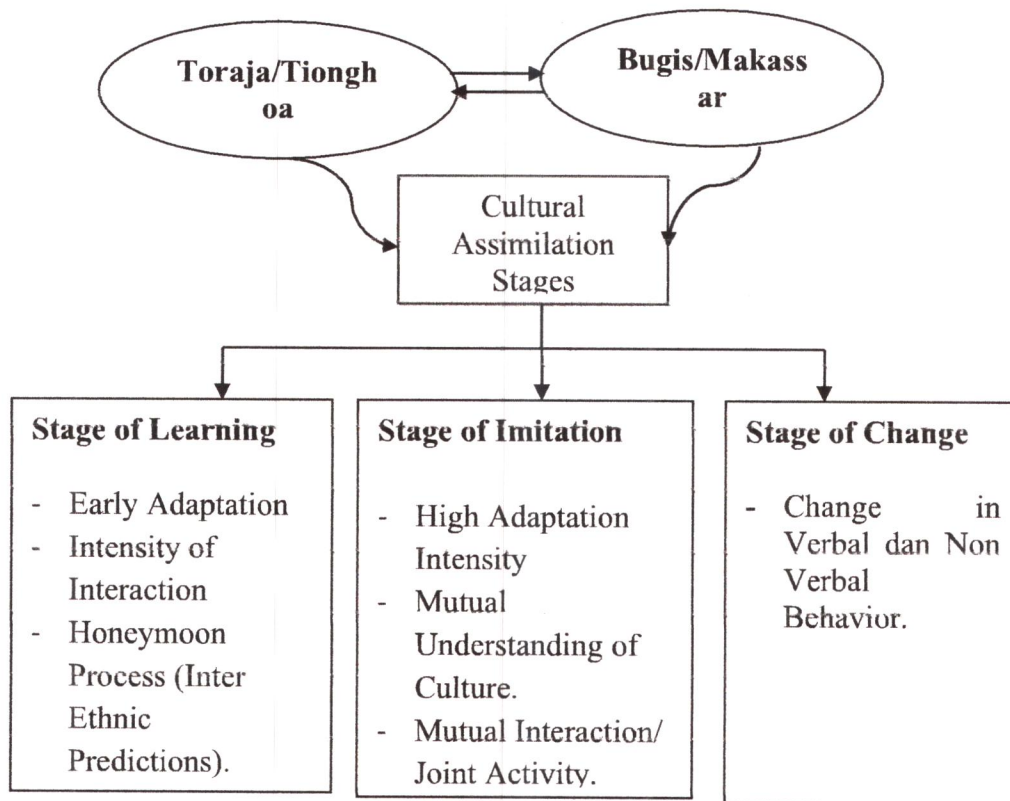 Toraja/Tiongh
oa
Bugis/Makass
ar
Cultural
Assimilation
Stages
Stage of Learning
- Early Adaptation
- Intensity of
Interaction
- Honeymoon
Process (Inter
Ethnic
Predictions).
Stage of Imitation
- High Adaptation
Intensity
- Mutual
Understanding of
Culture.
- Mutual Interaction/
Joint Activity.
Stage of Change
- Change in
Verbal dan Non
Verbal
Behavior.